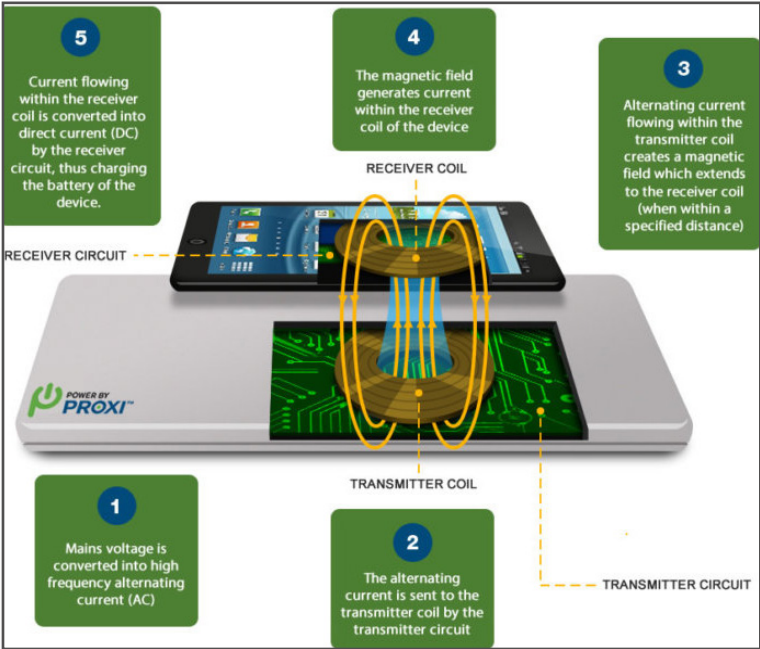 5
Current flowing
within the receiver
coil is converted into
direct current (DC)
by the receiver
circuit, thus charging
the battery of the
device.
4
The magnetic field
generates current
within the receiver
coil of the device
3
Alternating current
flowing within the
transmitter coil
creates a magnetic
field which extends
to the receiver coil
(when within a
specified distance)
RECEIVER COIL
RECEIVER CIRCUIT
POWER BY
PROXI™
TRANSMITTER COIL
1
Mains voltage is
converted into high
frequency alternating
current (AC)
2
The alternating
current is sent to the
transmitter coil by the
transmitter circuit
TRANSMITTER CIRCUIT